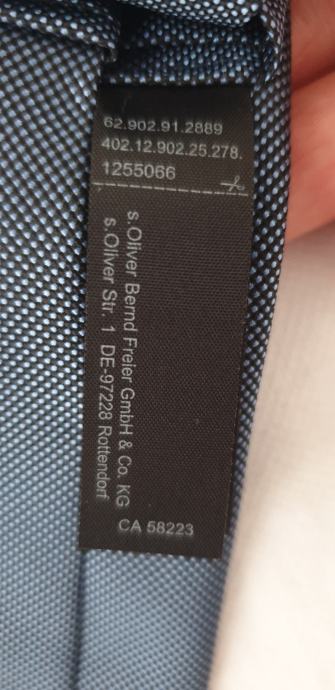 62.902.91.2889
402.12.902.25.278.
1255066
s.Oliver Bernd Freier GmbH & Co. KG
s.Oliver Str. 1 DE-97228 Rottendorf
CA 58223